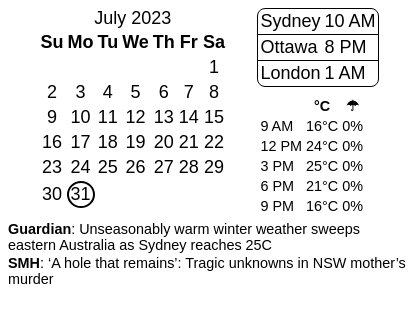 July 2023
Su Mo Tu We Th Fr Sa
1
2 3 4 5 6 7 8
9 10 11 12 13 14 15
16 17 18 19 20 21 22
23 24 25 26 27 28 29
30 31
Sydney 10 AM
Ottawa 8 PM
London 1 AM
°C ☂
9 AM 16°C 0%
12 PM 24°C 0%
3 PM 25°C 0%
6 PM 21°C 0%
9 PM 16°C 0%
Guardian: Unseasonably warm winter weather sweeps
eastern Australia as Sydney reaches 25C
SMH: ‘A hole that remains’: Tragic unknowns in NSW mother’s
murder